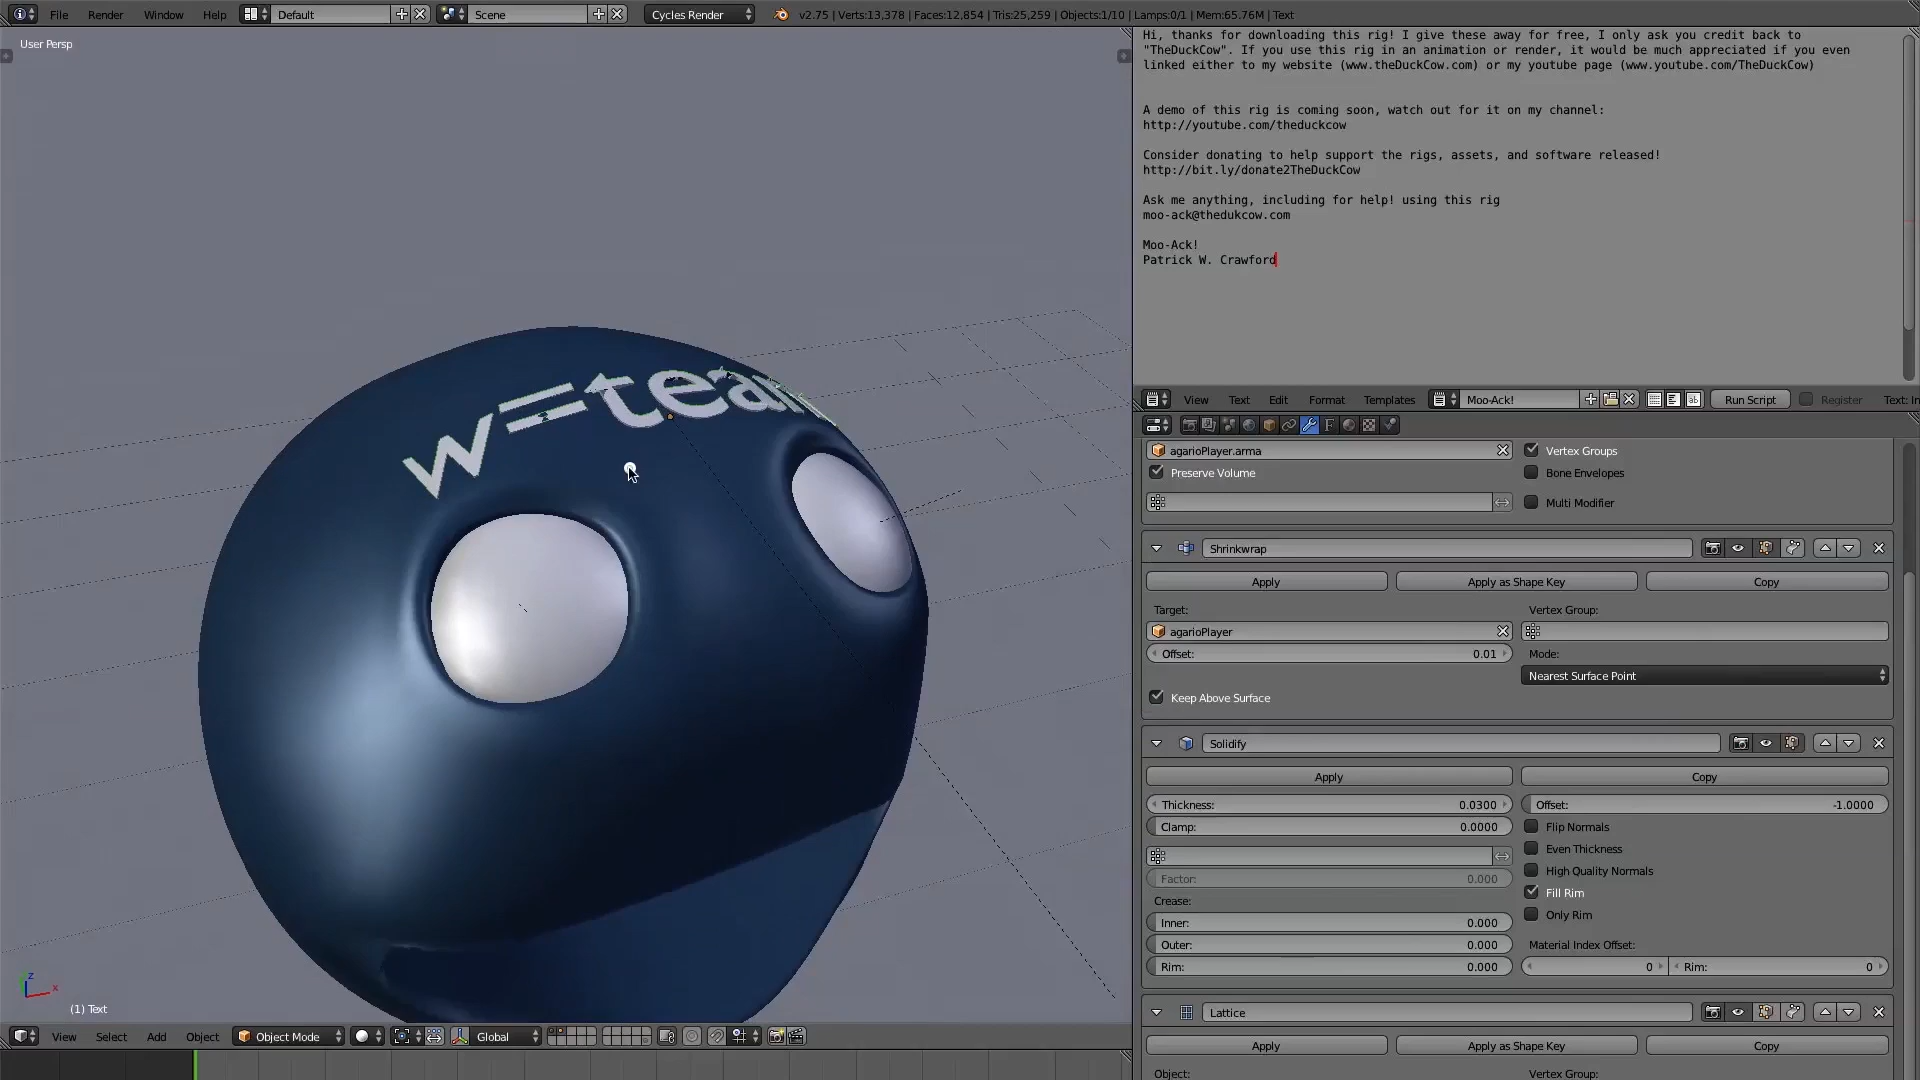 File Render Window Help Default Scene Cycles Render v2.75 | Verts:13,378 | Faces:12,854 | Tris:25,259 | Objects:1/10 | Lamps:0/1 | Mem:65.76M | Text
User Persp
w=team
z
x
(1) Text
View Select Add Object Object Mode Global
Hi, thanks for downloading this rig! I give these away for free, I only ask you credit back to
"TheDuckCow". If you use this rig in an animation or render, it would be much appreciated if you even
linked either to my website (www.theDuckCow.com) or my youtube page (www.youtube.com/TheDuckCow)
A demo of this rig is coming soon, watch out for it on my channel:
http://youtube.com/theduckcow
Consider donating to help support the rigs, assets, and software released!
http://bit.ly/donate2TheDuckCow
Ask me anything, including for help! using this rig
moo-ack@thedukcow.com
Moo-Ack!
Patrick W. Crawford
View Text Edit Format Templates Moo-Ack! Run Script Register Text: In
agarioPlayer.arma Vertex Groups
Preserve Volume Bone Envelopes
Multi Modifier
Shrinkwrap
Apply Apply as Shape Key Copy
Target: Vertex Group:
agarioPlayer
Offset: 0.01 Mode:
Nearest Surface Point
Keep Above Surface
Solidify
Apply Copy
Thickness: 0.0300 Offset: -1.0000
Clamp: 0.0000 Flip Normals
Even Thickness
High Quality Normals
Factor: 0.000
Fill Rim
Crease:
Only Rim
Inner: 0.000
Outer: 0.000 Material Index Offset:
Rim: 0.000 0 Rim: 0
Lattice
Apply Apply as Shape Key Copy
Object: Vertex Group: